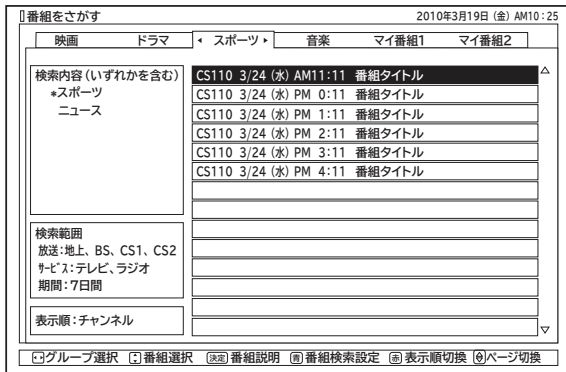 番組をさがす 2010年3月19日 (金) AM10:25
映画 ドラマ スポーツ 音楽 マイ番組1 マイ番組2
検索内容 (いずれかを含む)
*スポーツ
ニュース
CS110 3/24 (水) AM11:11 番組タイトル
CS110 3/24 (水) PM 0:11 番組タイトル
CS110 3/24 (水) PM 1:11 番組タイトル
CS110 3/24 (水) PM 2:11 番組タイトル
CS110 3/24 (水) PM 3:11 番組タイトル
CS110 3/24 (水) PM 4:11 番組タイトル
検索範囲
放送:地上、BS、CS1、CS2
サービス:テレビ、ラジオ
期間:7日間
表示順:チャンネル
グループ選択 番組選択 決定 番組説明 青 番組検索設定 赤 表示順切換 ページ切換